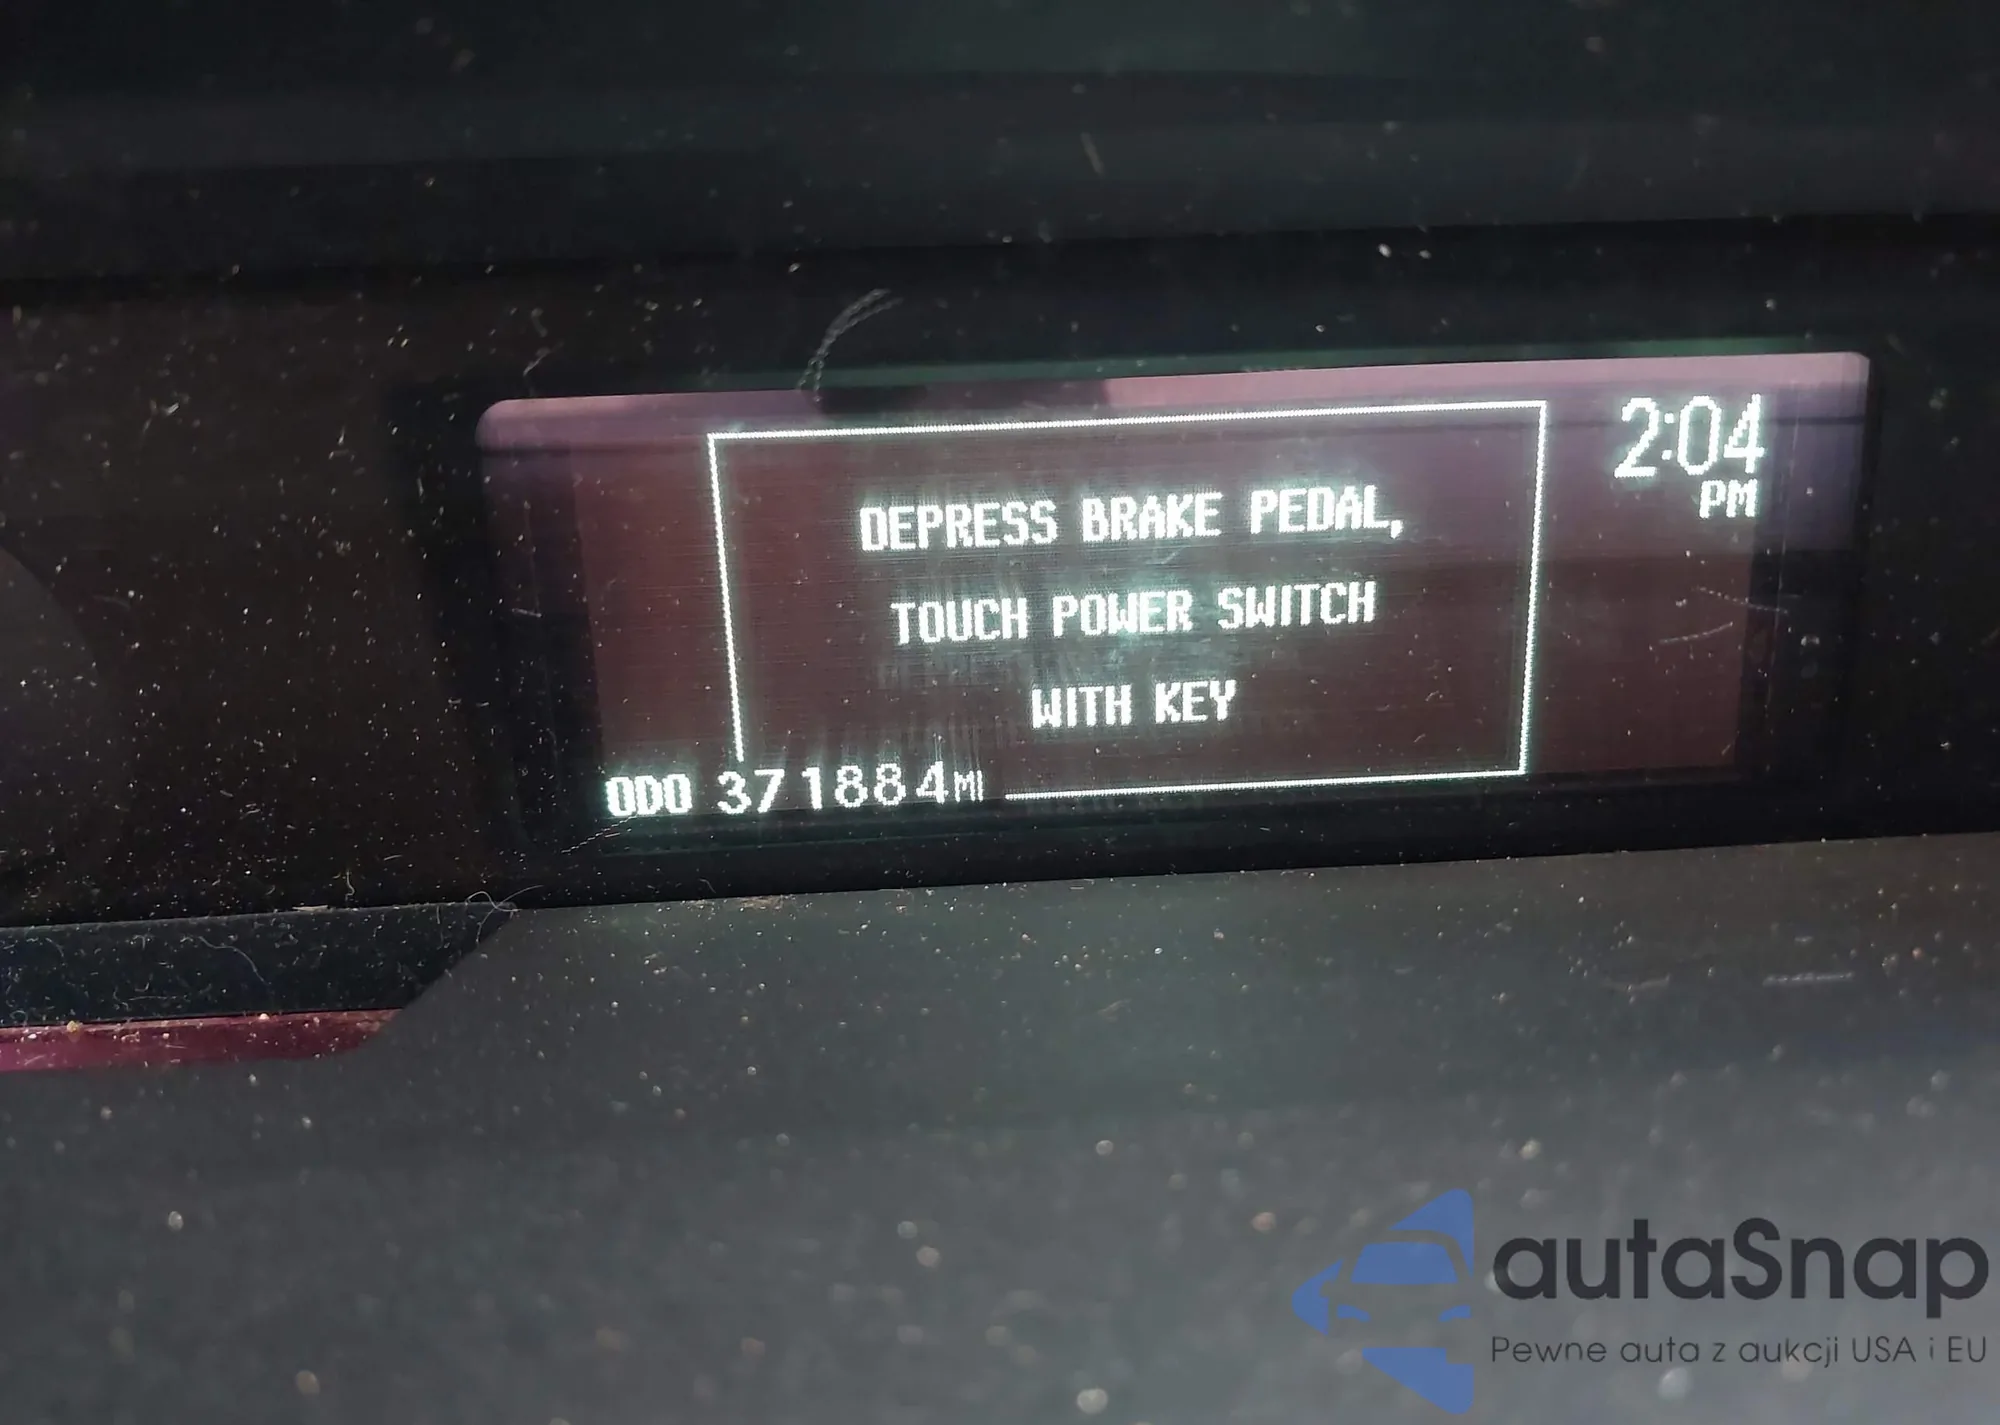 2:04
PM
DEPRESS BRAKE PEDAL,
TOUCH POWER SWITCH
WITH KEY
ODO 371884MI
autaSnap
Pewne auta z aukcji USA i EU